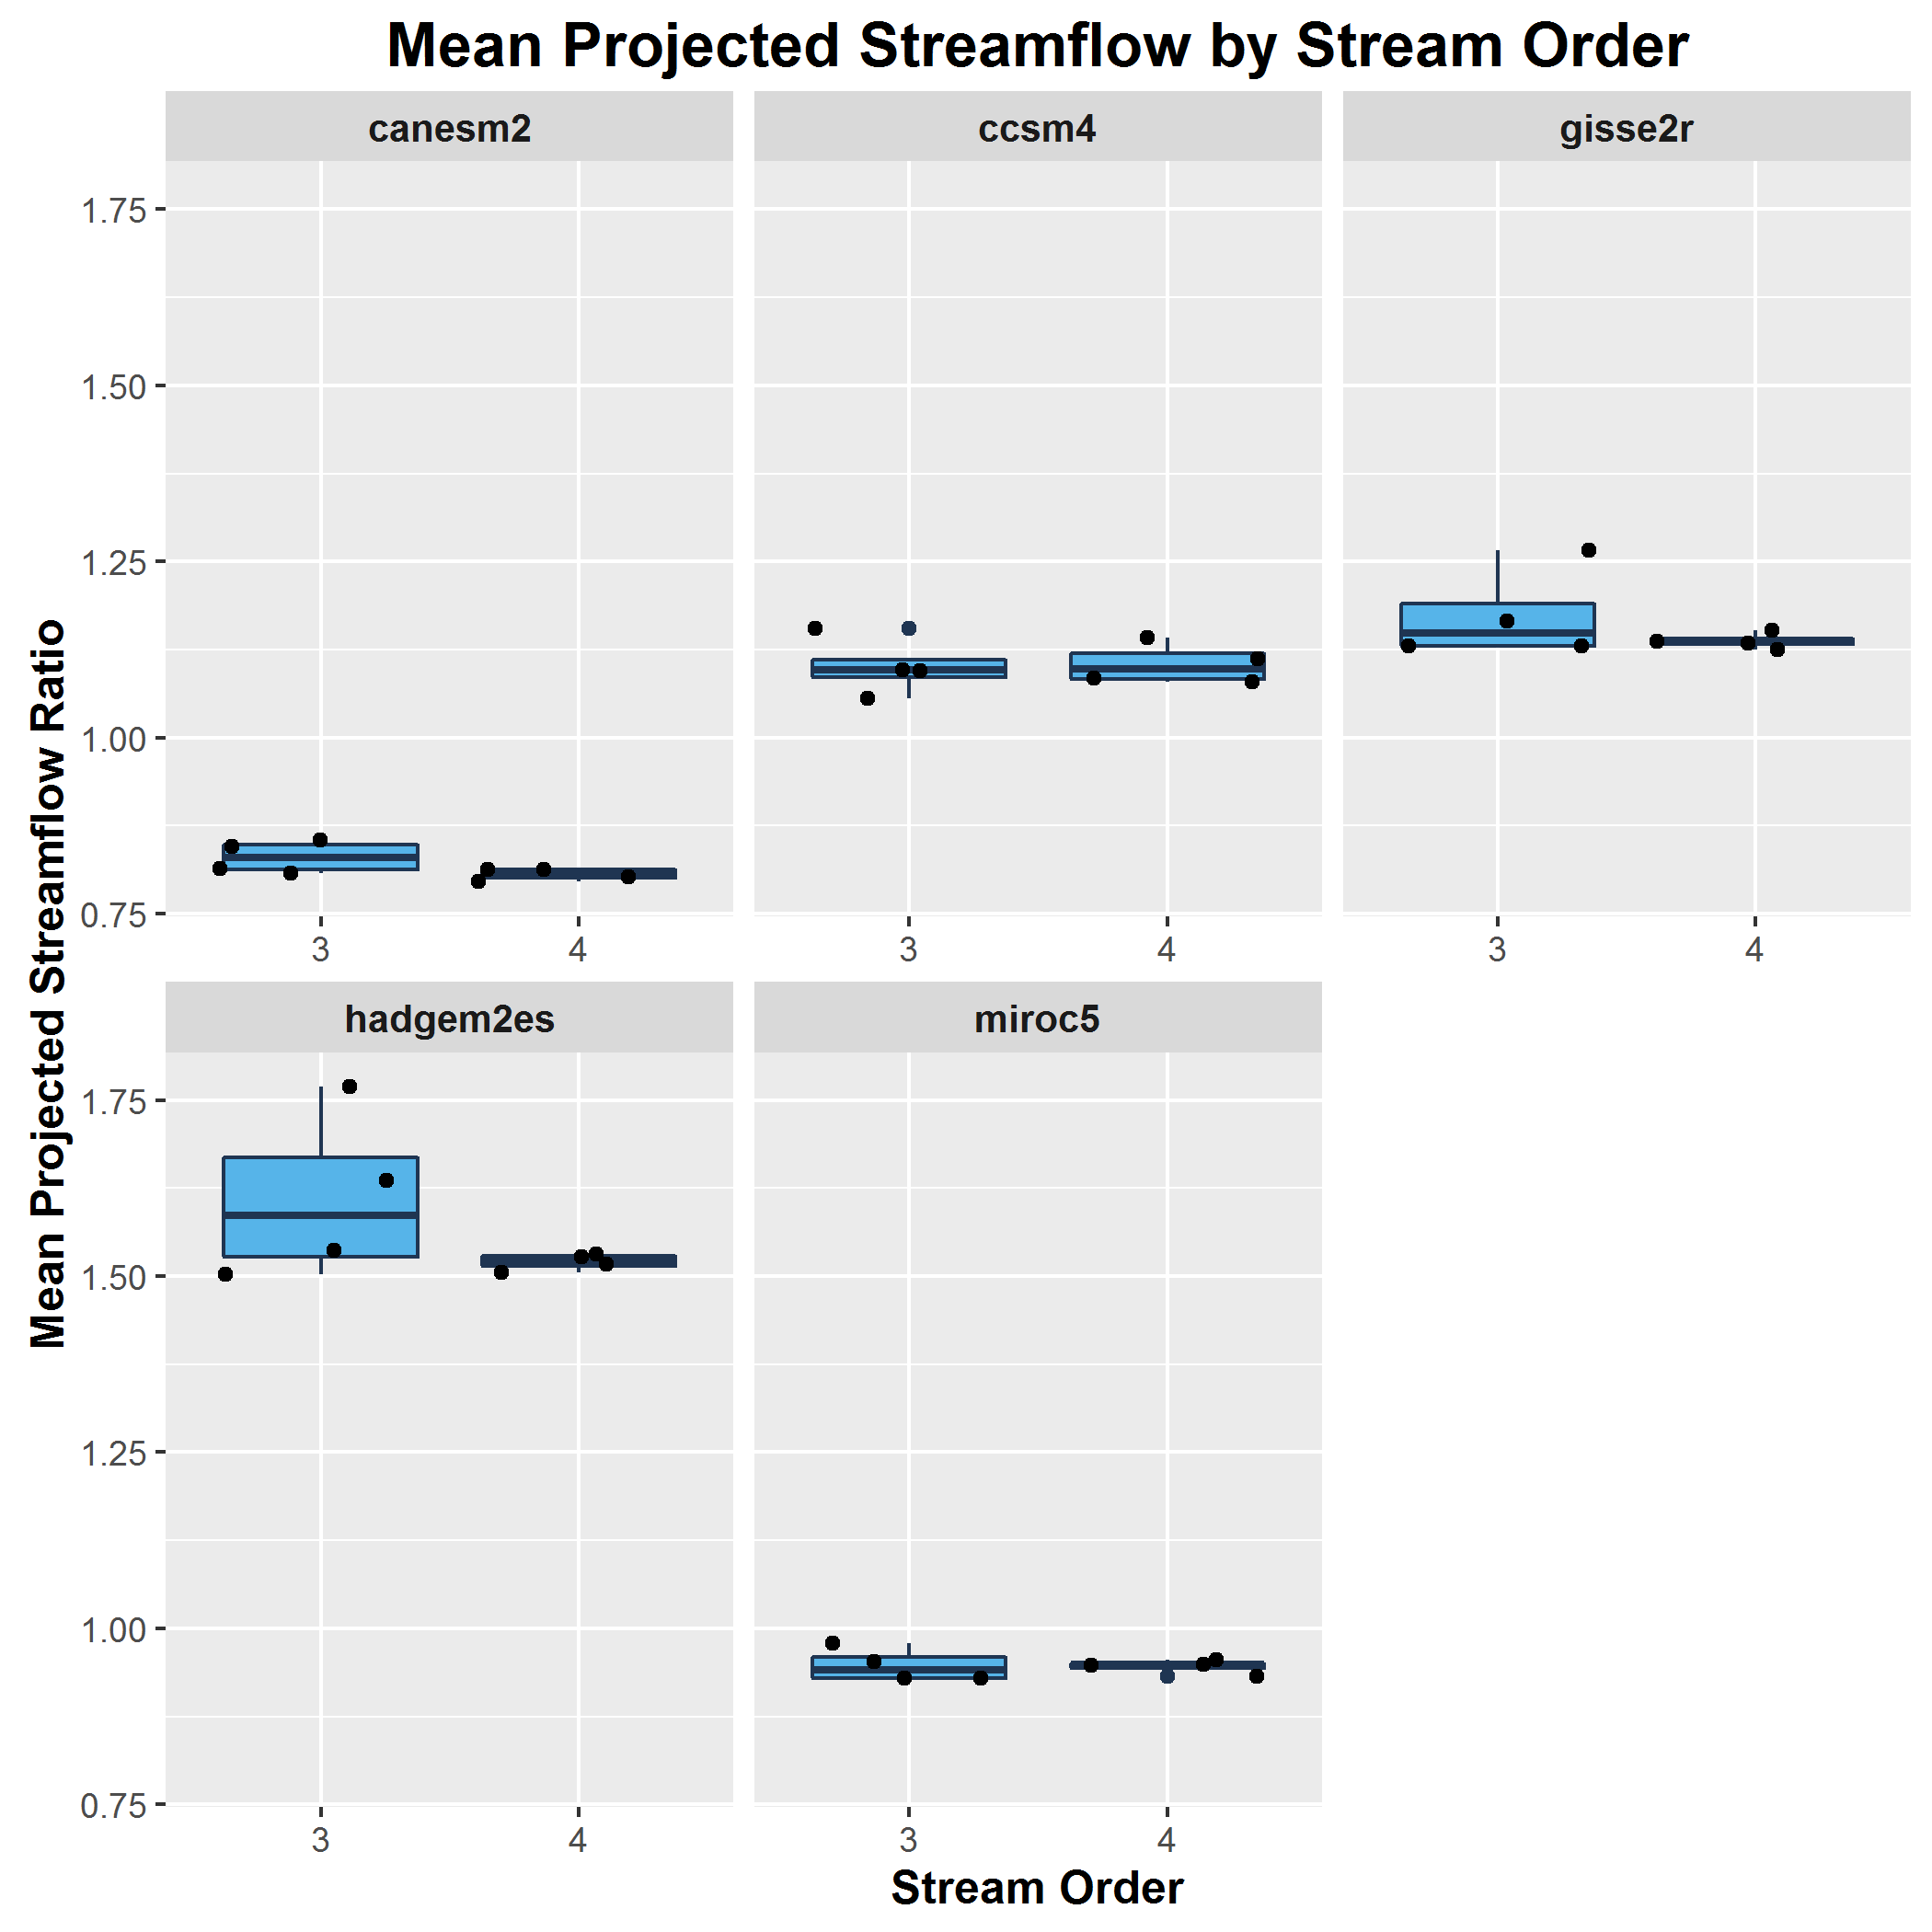 Mean Projected Streamflow by Stream Order
canesm2
ccsm4
gisse2r
1.75
1.50
1.25
1.00
0.75
3
4
3
4
3
4
Mean Projected Streamflow Ratio
hadgem2es
miroc5
1.75
1.50
1.25
1.00
0.75
3
4
3
4
Stream Order